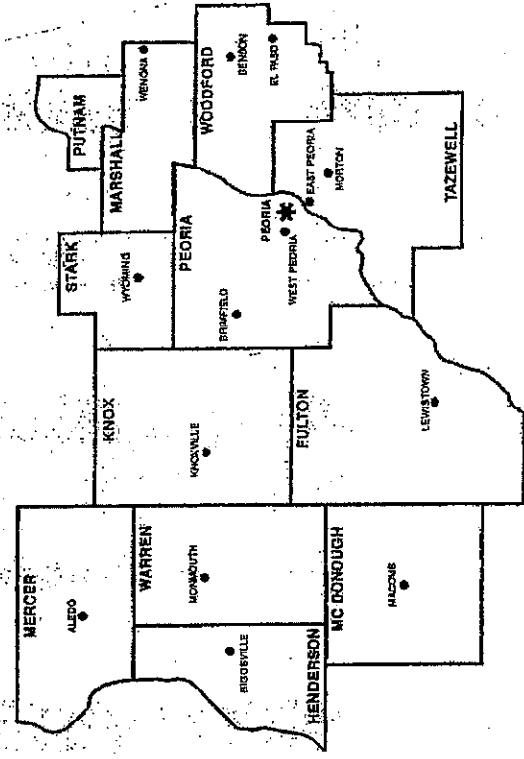 MERCER
ALEDO
WARREN
MONMOUTH
HENDERSON
BIGGSVILLE
MC DONOUGH
MACOMB
KNOX
KNOXVILLE
FULTON
LEWISTOWN
STARK
WYOMING
PEORIA
BRIMFIELD
PEORIA
WEST PEORIA
PUTNAM
MARSHALL
WENONA
WOODFORD
BENSON
EL PASO
EAST PEORIA
MORTON
TAZEWELL